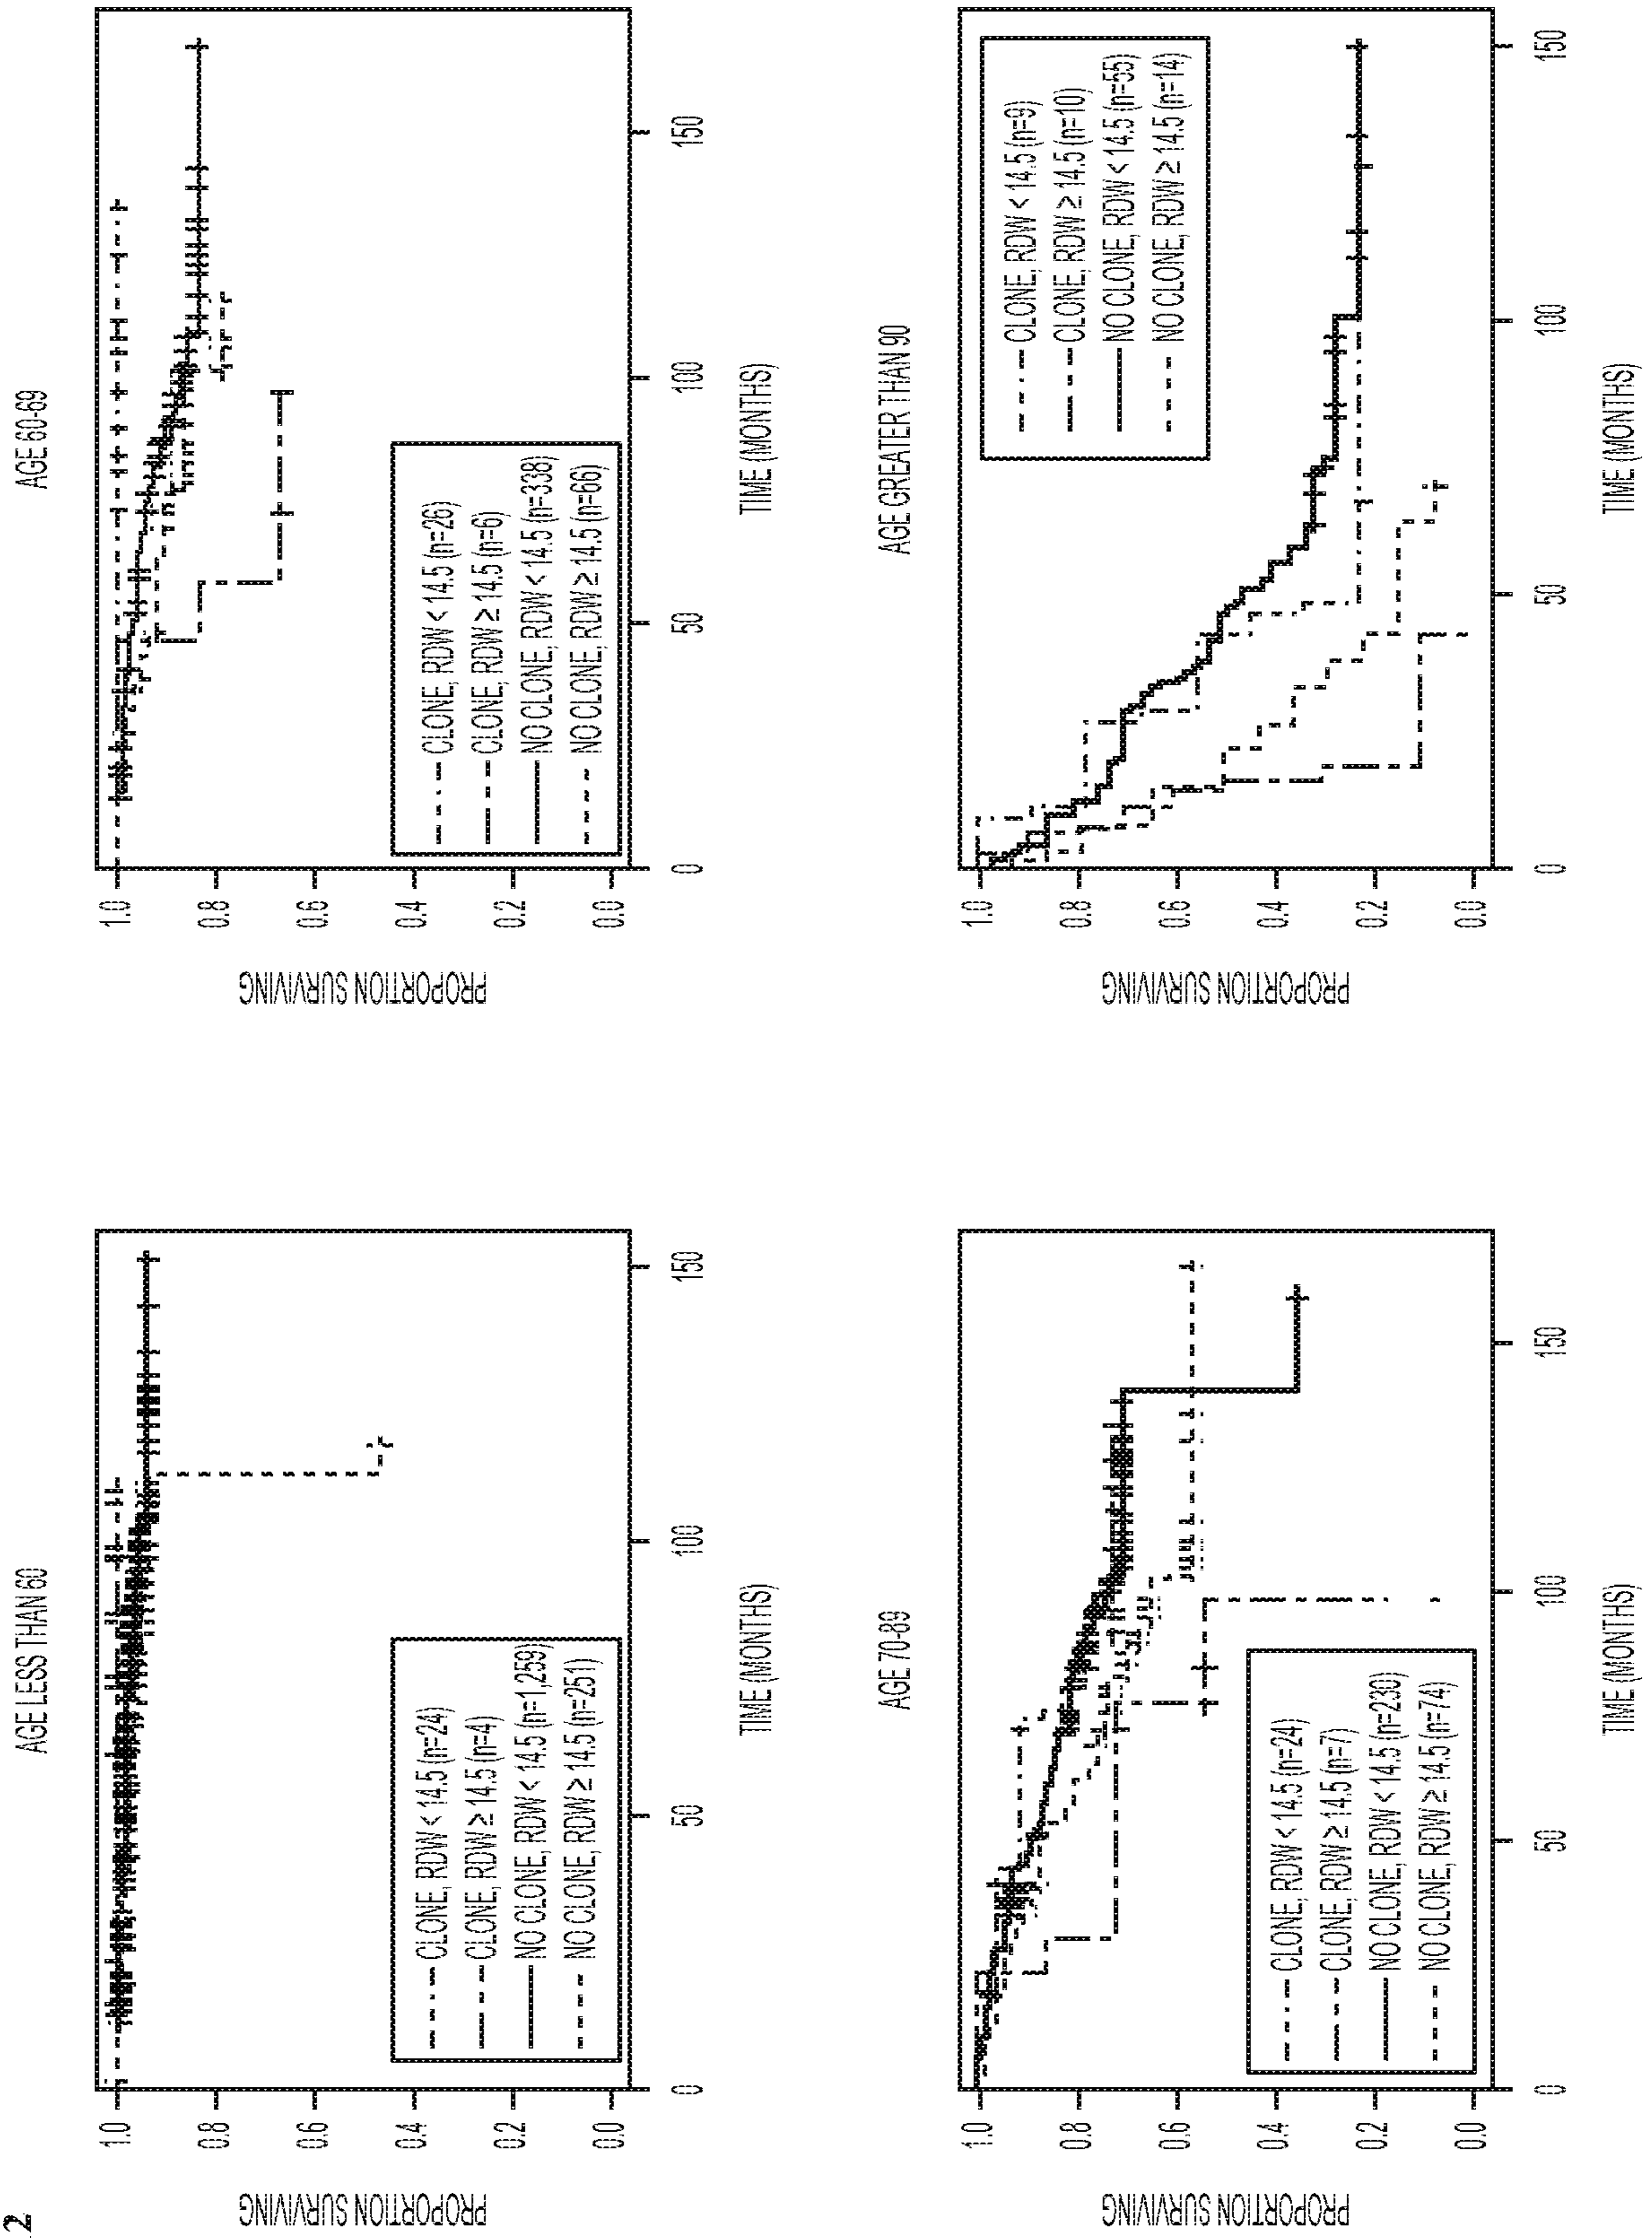 .2
AGE LESS THAN 60
PROPORTION SURVIVING
1.0
0.8
0.6
0.4
0.2
0.0
CLONE, RDW < 14.5 (n=24)
CLONE, RDW ≥ 14.5 (n=4)
NO CLONE, RDW < 14.5 (n=1,259)
NO CLONE, RDW ≥ 14.5 (n=251)
0
50
100
150
TIME (MONTHS)
AGE 60-69
PROPORTION SURVIVING
1.0
0.8
0.6
0.4
0.2
0.0
CLONE, RDW < 14.5 (n=26)
CLONE, RDW ≥ 14.5 (n=6)
NO CLONE, RDW < 14.5 (n=338)
NO CLONE, RDW ≥ 14.5 (n=66)
0
50
100
150
TIME (MONTHS)
AGE 70-89
PROPORTION SURVIVING
1.0
0.8
0.6
0.4
0.2
0.0
CLONE, RDW < 14.5 (n=24)
CLONE, RDW ≥ 14.5 (n=7)
NO CLONE, RDW < 14.5 (n=230)
NO CLONE, RDW ≥ 14.5 (n=74)
0
50
100
150
TIME (MONTHS)
AGE GREATER THAN 90
PROPORTION SURVIVING
1.0
0.8
0.6
0.4
0.2
0.0
CLONE, RDW < 14.5 (n=9)
CLONE, RDW ≥ 14.5 (n=10)
NO CLONE, RDW < 14.5 (n=55)
NO CLONE, RDW ≥ 14.5 (n=14)
0
50
100
150
TIME (MONTHS)